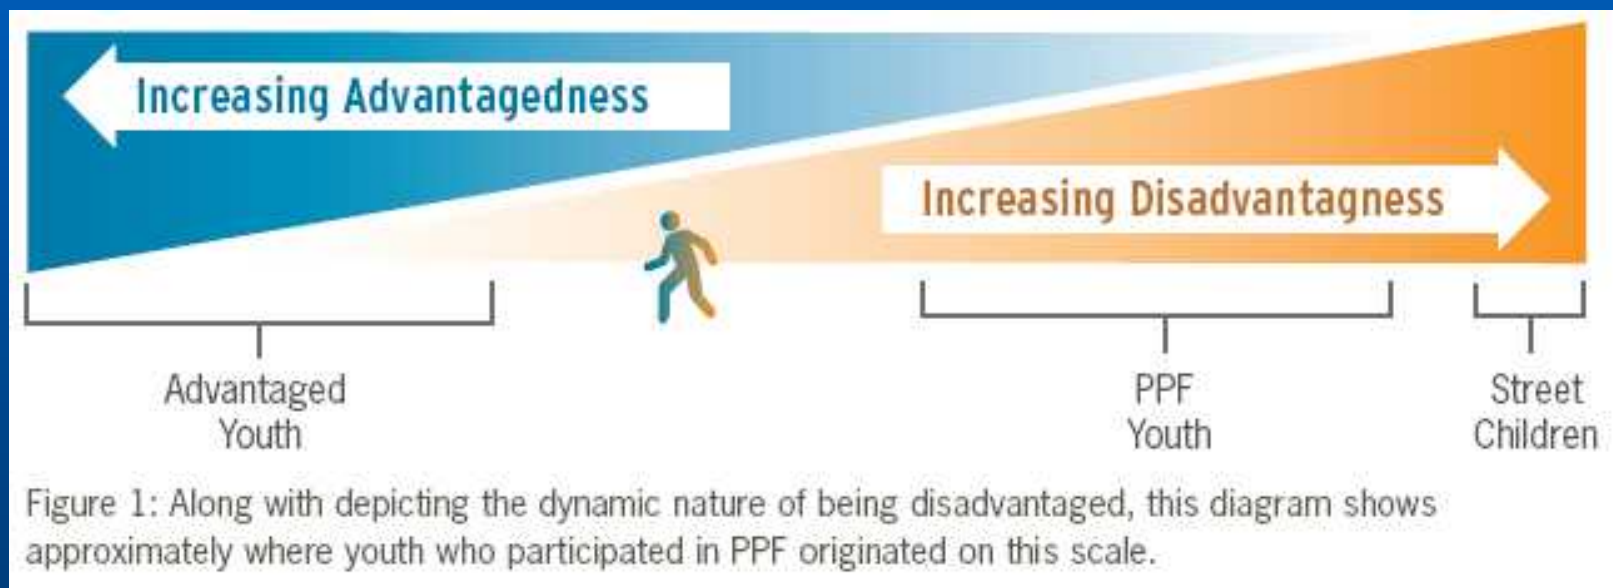 Increasing Advantagedness
Increasing Disadvantagness
Advantaged
Youth
PPF
Youth
Street
Children
Figure 1: Along with depicting the dynamic nature of being disadvantaged, this diagram shows
approximately where youth who participated in PPF originated on this scale.